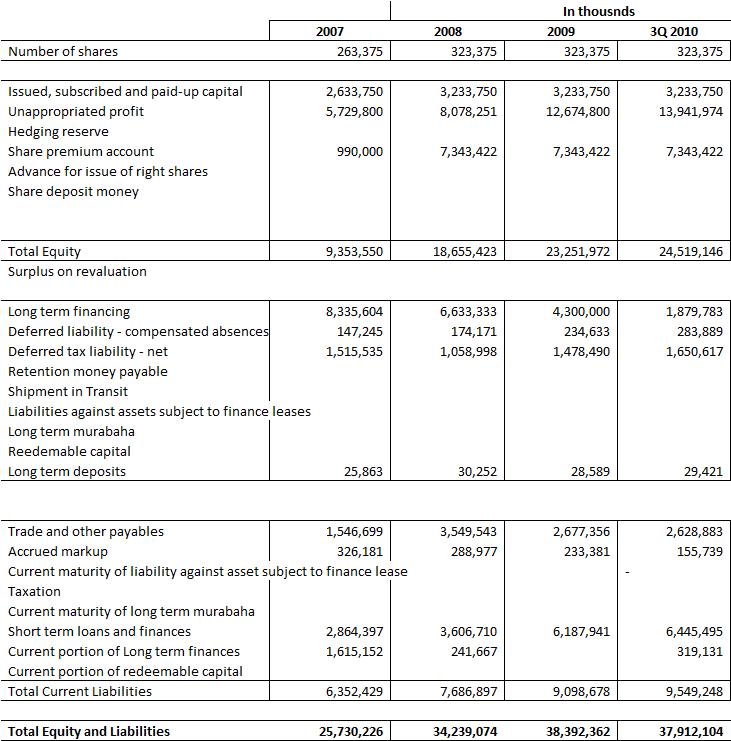 In thousnds
2007 2008 2009 3Q 2010
Number of shares 263,375 323,375 323,375 323,375
Issued, subscribed and paid-up capital 2,633,750 3,233,750 3,233,750 3,233,750
Unappropriated profit 5,729,800 8,078,251 12,674,800 13,941,974
Hedging reserve
Share premium account 990,000 7,343,422 7,343,422 7,343,422
Advance for issue of right shares
Share deposit money
Total Equity 9,353,550 18,655,423 23,251,972 24,519,146
Surplus on revaluation
Long term financing 8,335,604 6,633,333 4,300,000 1,879,783
Deferred liability - compensated absences 147,245 174,171 234,633 283,889
Deferred tax liability - net 1,515,535 1,058,998 1,478,490 1,650,617
Retention money payable
Shipment in Transit
Liabilities against assets subject to finance leases
Long term murabaha
Reedemable capital
Long term deposits 25,863 30,252 28,589 29,421
Trade and other payables 1,546,699 3,549,543 2,677,356 2,628,883
Accrued markup 326,181 288,977 233,381 155,739
Current maturity of liability against asset subject to finance lease -
Taxation
Current maturity of long term murabaha
Short term loans and finances 2,864,397 3,606,710 6,187,941 6,445,495
Current portion of Long term finances 1,615,152 241,667 319,131
Current portion of redeemable capital
Total Current Liabilities 6,352,429 7,686,897 9,098,678 9,549,248
Total Equity and Liabilities 25,730,226 34,239,074 38,392,362 37,912,104